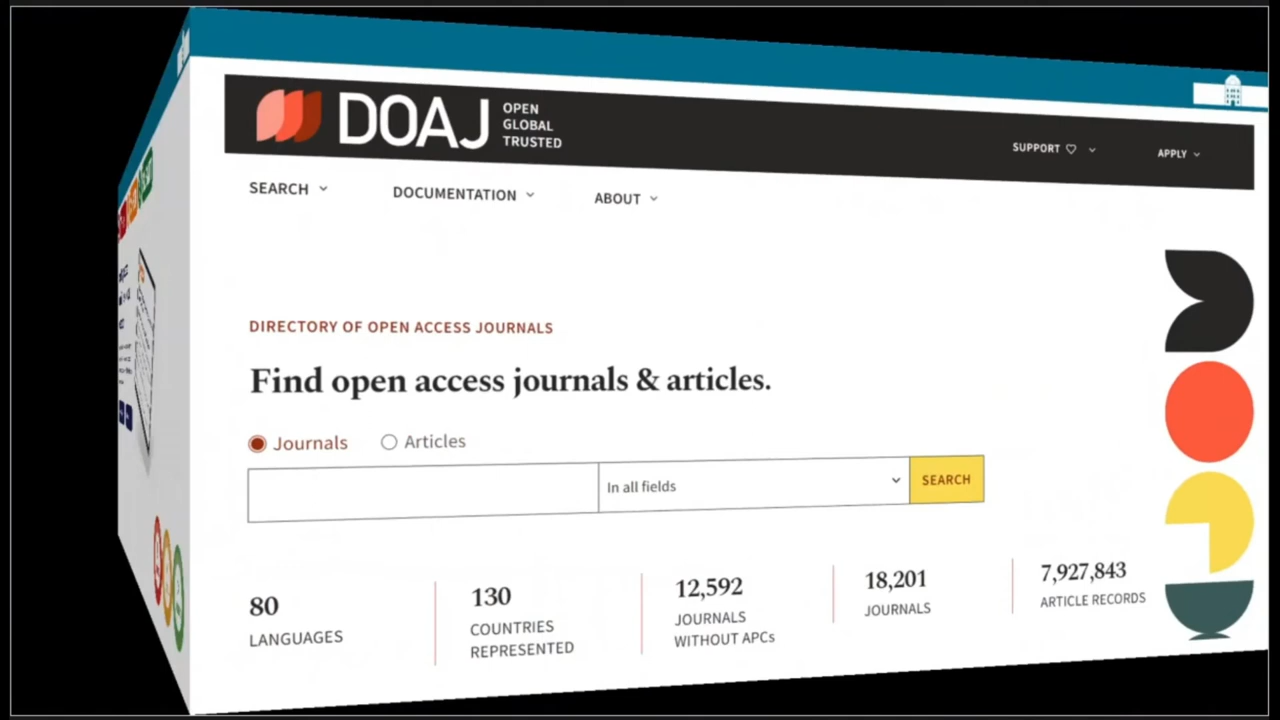 DOAJ
OPEN
GLOBAL
TRUSTED
SUPPORT
APPLY
SEARCH
DOCUMENTATION
ABOUT
DIRECTORY OF OPEN ACCESS JOURNALS
Find open access journals & articles.
Journals
Articles
In all fields
SEARCH
80
LANGUAGES
130
COUNTRIES
REPRESENTED
12,592
JOURNALS
WITHOUT APCs
18,201
JOURNALS
7,927,843
ARTICLE RECORDS